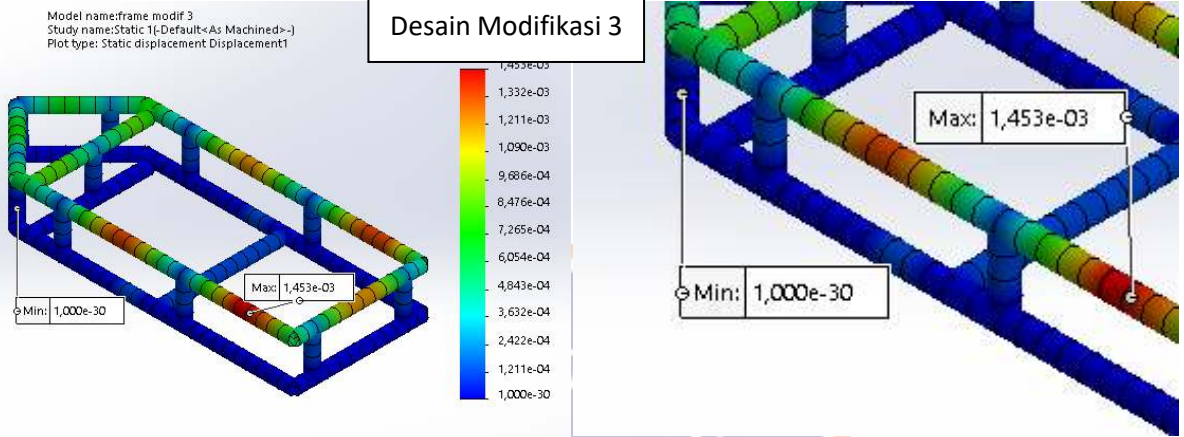 Model name:frame modif 3
Study name:Static 1(-Default<As Machined>-)
Plot type: Static displacement Displacement1
Desain Modifikasi 3
1,453e-03
1,332e-03
1,211e-03
1,090e-03
9,686e-04
8,476e-04
7,265e-04
6,054e-04
4,843e-04
3,632e-04
2,422e-04
1,211e-04
1,000e-30
Max: 1,453e-03
Min: 1,000e-30
Max: 1,453e-03
Min: 1,000e-30